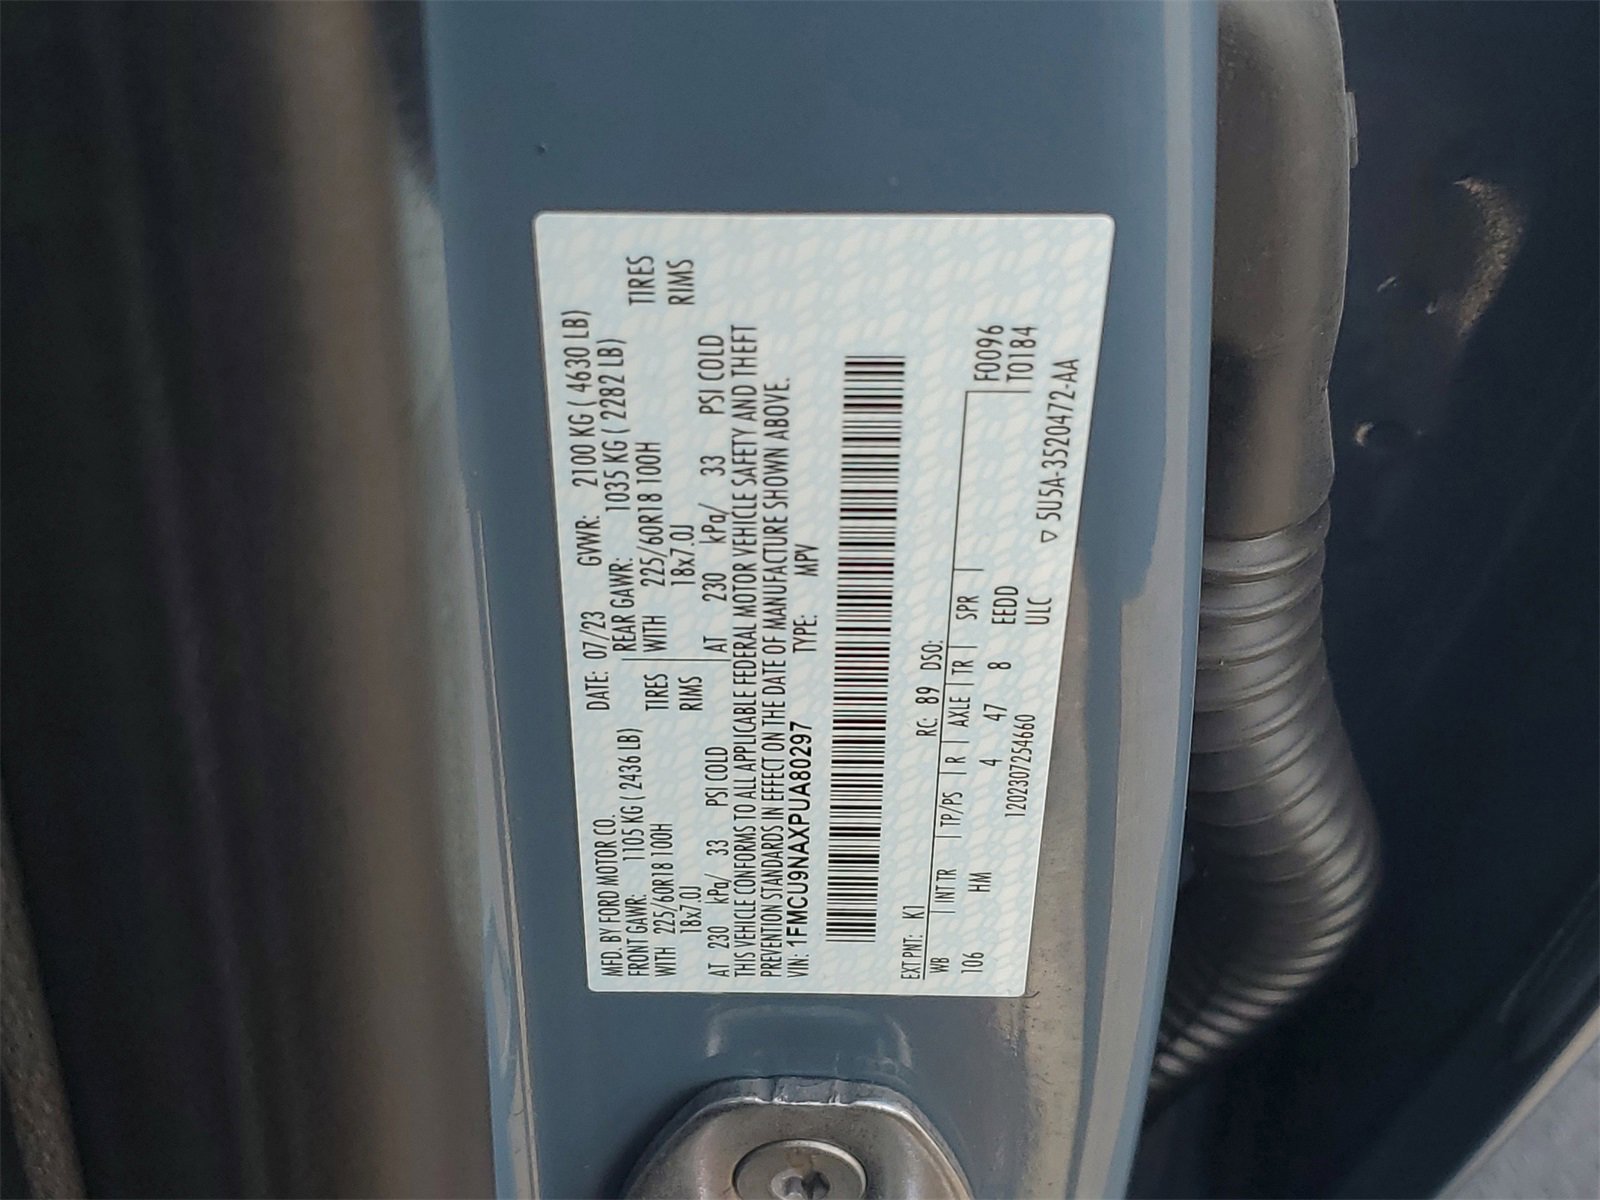 MFD. BY FORD MOTOR CO. DATE: 07/23 GVWR: 2100 KG ( 4630 LB)
FRONT GAWR: 1105 KG ( 2436 LB) REAR GAWR: 1035 KG ( 2282 LB)
WITH 225/60R18 100H TIRES WITH 225/60R18 100H TIRES
18x7.0J RIMS 18x7.0J RIMS
AT 230 kPa/ 33 PSI COLD AT 230 kPa/ 33 PSI COLD
THIS VEHICLE CONFORMS TO ALL APPLICABLE FEDERAL MOTOR VEHICLE SAFETY AND THEFT
PREVENTION STANDARDS IN EFFECT ON THE DATE OF MANUFACTURE SHOWN ABOVE.
VIN: 1FMCU9NAXPUA80297 TYPE: MPV
EXT PNT: K1 RC: 89 DSO:
WB | INT TR | TP/PS | R | AXLE | TR | SPR | F0096
106 HM 4 47 8 EEDD T0184
1202307254660 ULC
▽ 5U5A-3520472-AA